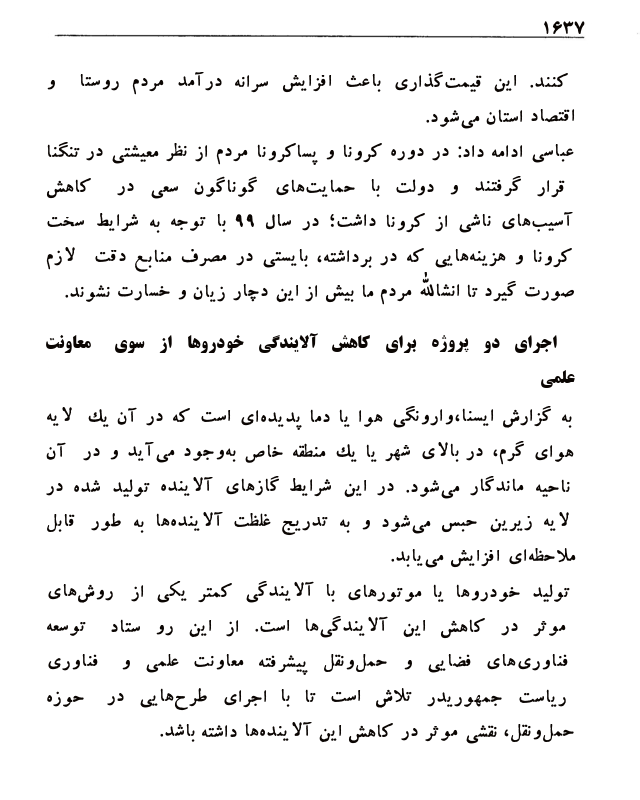 ۱۶۳۷
کنند. این قیمت‌گذاری باعث افزایش سرانه درآمد مردم روستا و
اقتصاد استان می‌شود.
عباسی ادامه داد: در دوره کرونا و پساکرونا مردم از نظر معیشتی در تنگنا
قرار گرفتند و دولت با حمایت‌های گوناگون سعی در کاهش
آسیب‌های ناشی از کرونا داشت؛ در سال ۹۹ با توجه به شرایط سخت
کرونا و هزینه‌هایی که در برداشته، بایستی در مصرف منابع دقت لازم
صورت گیرد تا انشاالله مردم ما بیش از این دچار زیان و خسارت نشوند.
اجرای دو پروژه برای کاهش آلایندگی خودروها از سوی معاونت
علمی
به گزارش ایسنا،وارونگی هوا یا دما پدیده‌ای است که در آن یك لایه
هوای گرم، در بالای شهر یا یك منطقه خاص به‌وجود می‌آید و در آن
ناحیه ماندگار می‌شود. در این شرایط گازهای آلاینده تولید شده در
لایه زیرین حبس می‌شود و به تدریج غلظت آلاینده‌ها به طور قابل
ملاحظه‌ای افزایش می‌یابد.
تولید خودروها یا موتورهای با آلایندگی کمتر یکی از روش‌های
موثر در کاهش این آلایندگی‌ها است. از این رو ستاد توسعه
فناوری‌های فضایی و حمل‌ونقل پیشرفته معاونت علمی و فناوری
ریاست جمهوریدر تلاش است تا با اجرای طرح‌هایی در حوزه
حمل‌ونقل، نقشی موثر در کاهش این آلاینده‌ها داشته باشد.